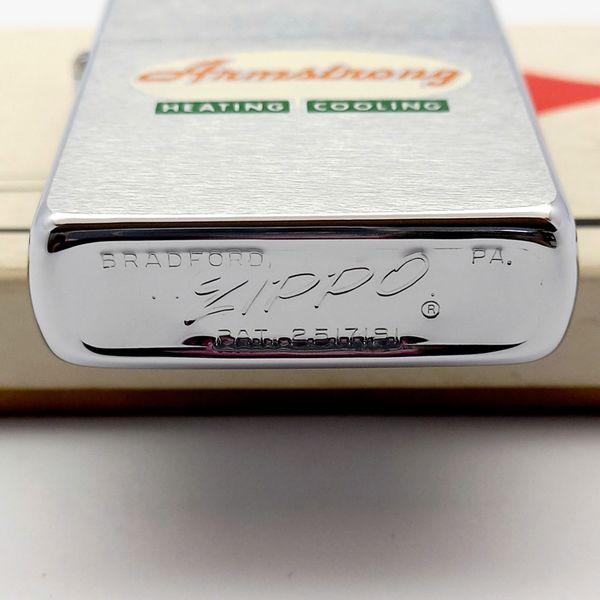 Armstrong
HEATING COOLING
BRADFORD, PA.
ZIPPO ®
PAT. 2517191